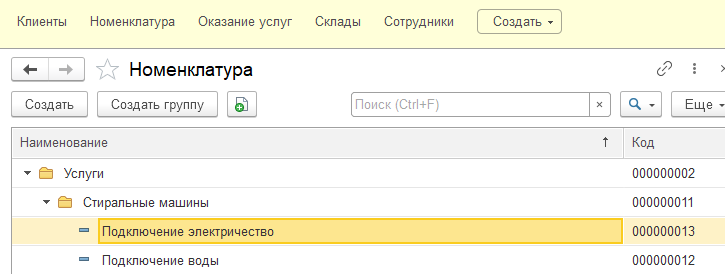 Клиенты Номенклатура Оказание услуг Склады Сотрудники Создать
Номенклатура
Создать Создать группу Поиск (Ctrl+F) × Еще
Наименование ↑ Код
Услуги 000000002
Стиральные машины 000000011
Подключение электричество 000000013
Подключение воды 000000012